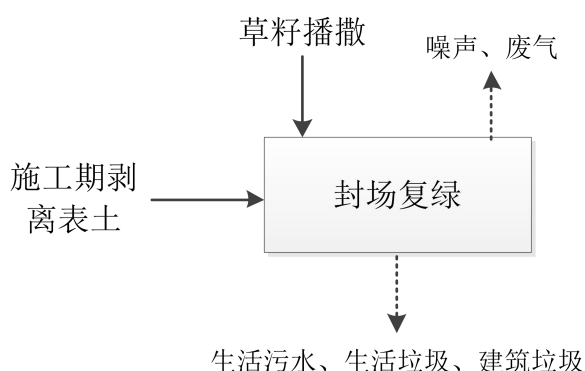 草籽播撒
噪声、废气
施工期剥
离表土
封场复绿
生活污水、生活垃圾、建筑垃圾